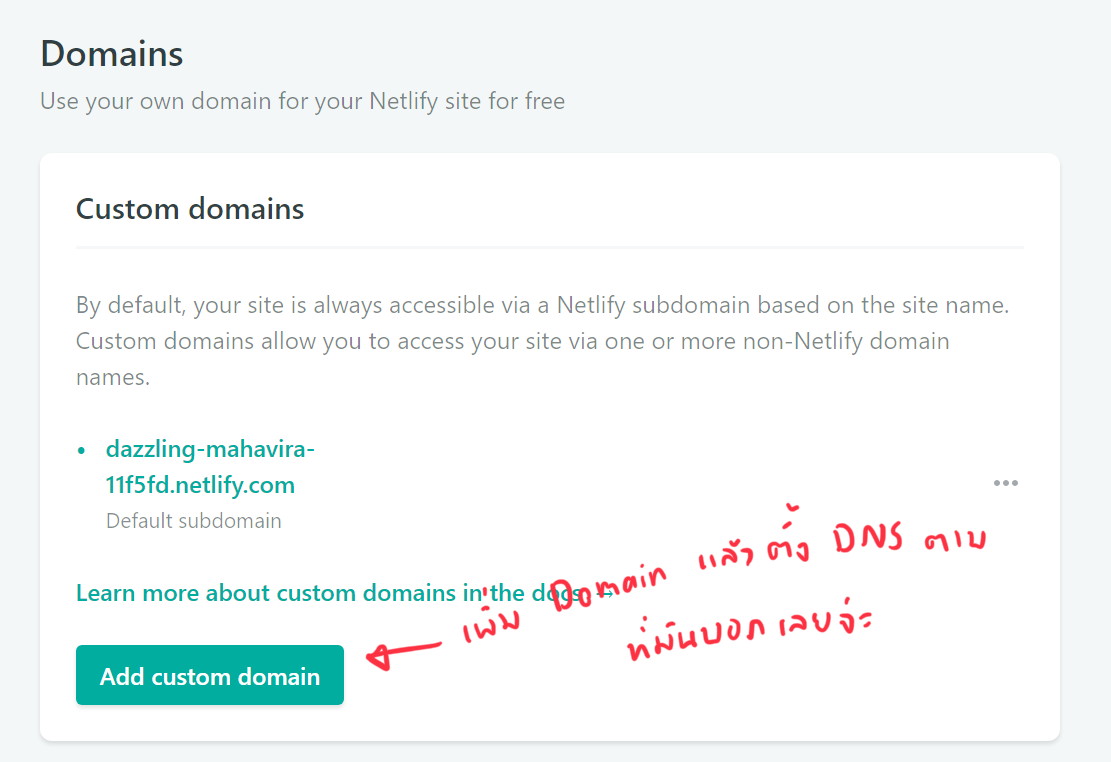 Domains
Use your own domain for your Netlify site for free
Custom domains
By default, your site is always accessible via a Netlify subdomain based on the site name.
Custom domains allow you to access your site via one or more non-Netlify domain
names.
• dazzling-mahavira-
11f5fd.netlify.com
Default subdomain
•••
Learn more about custom domains in the docs →
Add custom domain
เพิ่ม Domain แล้วตั้ง DNS ตาม
ที่มันบอกเลยจ่ะ